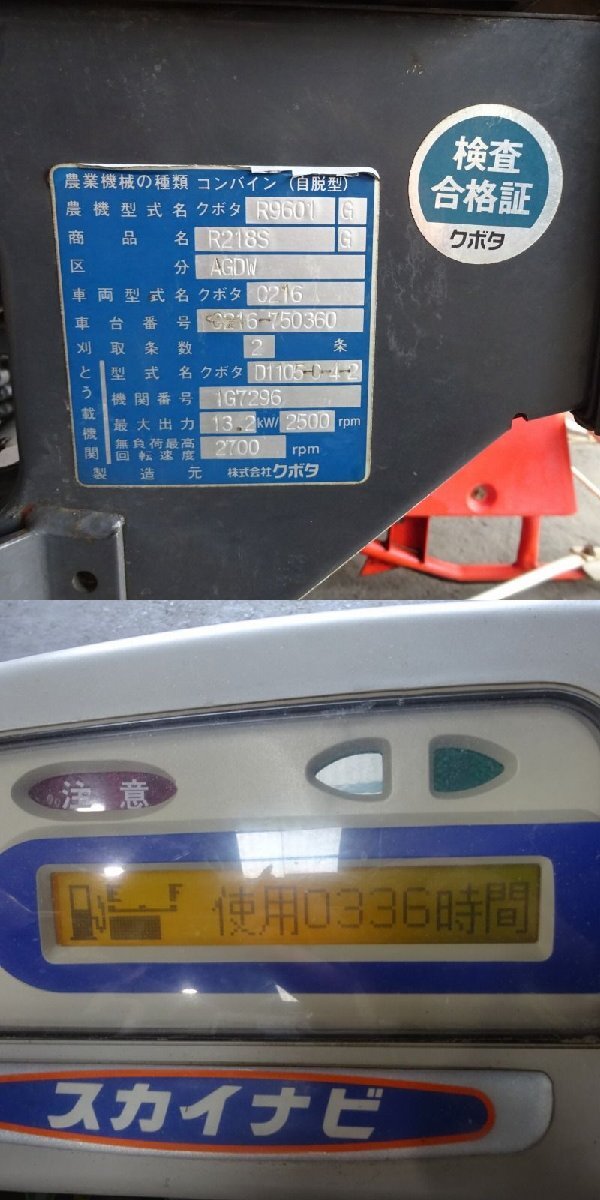 農業機械の種類 コンバイン (自脱型)
農機型式名 クボタ R9601 G
商品名 R218S G
区分 AGDW
車両型式名 クボタ C216
車台番号 C216-750360
刈取条数 2 条
とう載機関
型式名 クボタ D1105-C-4-2
機関番号 1G7296
最大出力 13.2kW/ 2500 rpm
無負荷最高回転速度 2700 rpm
製造元 株式会社クボタ
検査
合格証
クボタ
注意
E F 使用0336時間
スカイナビ